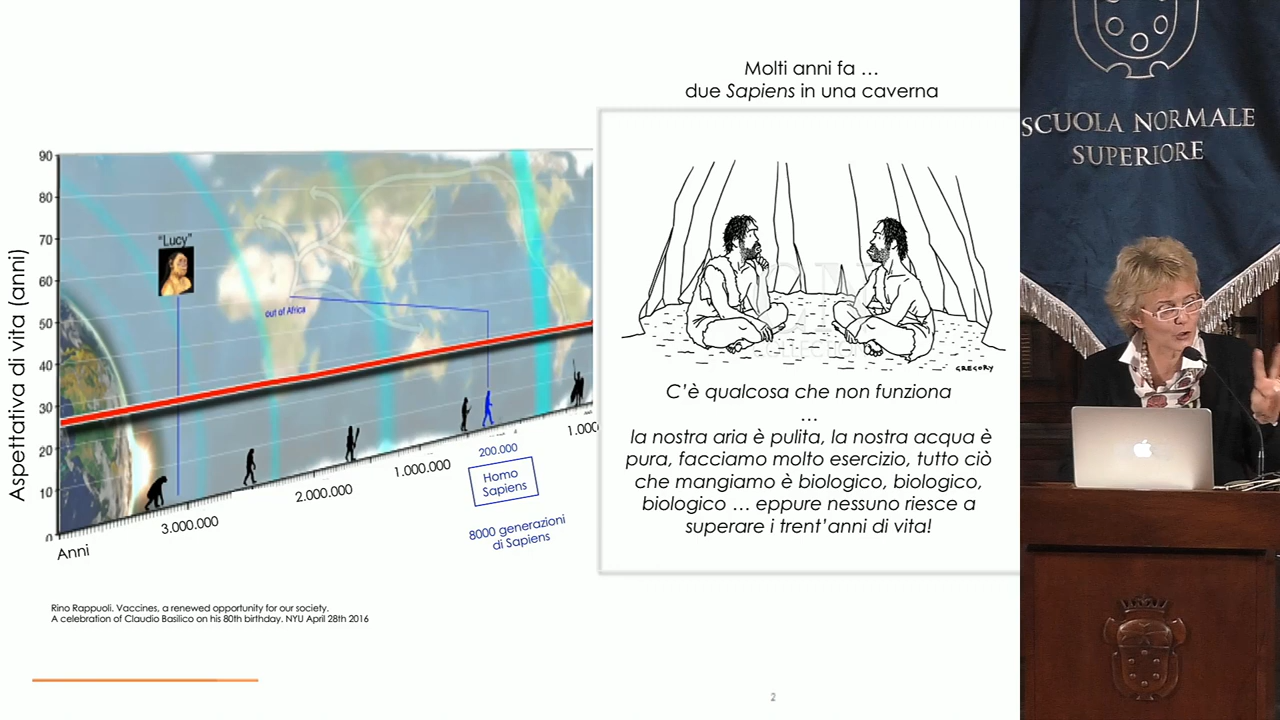 Molti anni fa …
due Sapiens in una caverna
90
80
70
60
50
40
30
20
10
0
Aspettativa di vita (anni)
"Lucy"
out of Africa
3.000.000
2.000.000
1.000.000
200.000
1.000
Anni
Homo
Sapiens
8000 generazioni
di Sapiens
GREGORY
C'è qualcosa che non funziona
…
la nostra aria è pulita, la nostra acqua è
pura, facciamo molto esercizio, tutto ciò
che mangiamo è biologico, biologico,
biologico … eppure nessuno riesce a
superare i trent'anni di vita!
Rino Rappuoli. Vaccines, a renewed opportunity for our society.
A celebration of Claudio Basilico on his 80th birthday. NYU April 28th 2016
2
SCUOLA NORMALE
SUPERIORE